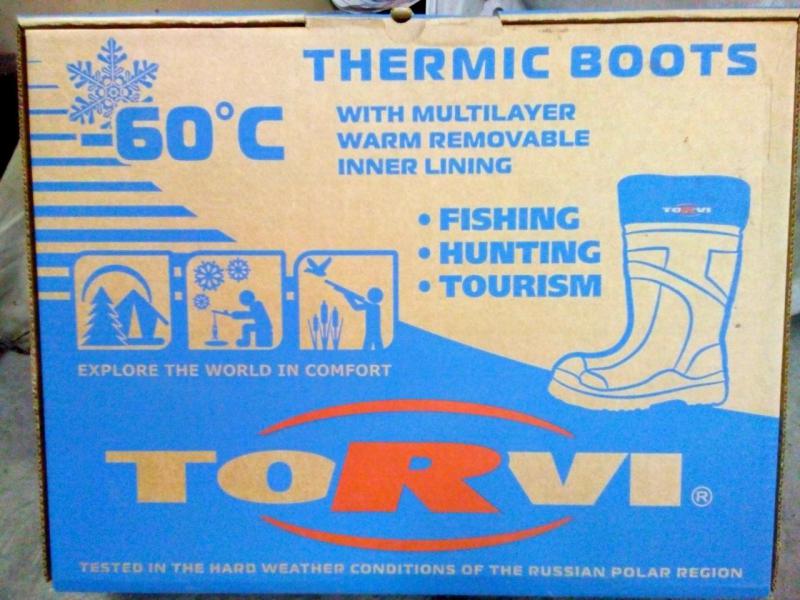 THERMIC BOOTS
-60°C
WITH MULTILAYER
WARM REMOVABLE
INNER LINING
• FISHING
• HUNTING
• TOURISM
TORVI
EXPLORE THE WORLD IN COMFORT
TORVI®
TESTED IN THE HARD WEATHER CONDITIONS OF THE RUSSIAN POLAR REGION